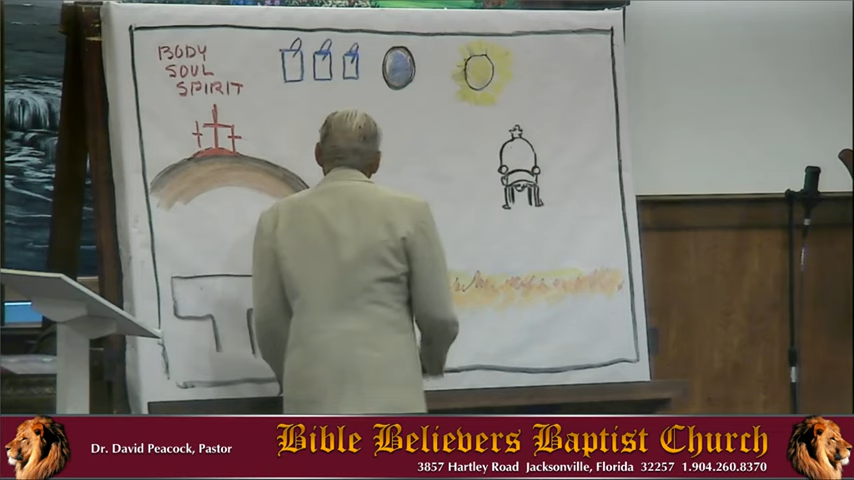 BODY
SOUL
SPIRIT
Dr. David Peacock, Pastor
Bible Believers Baptist Church
3857 Hartley Road Jacksonville, Florida 32257 1.904.260.8370